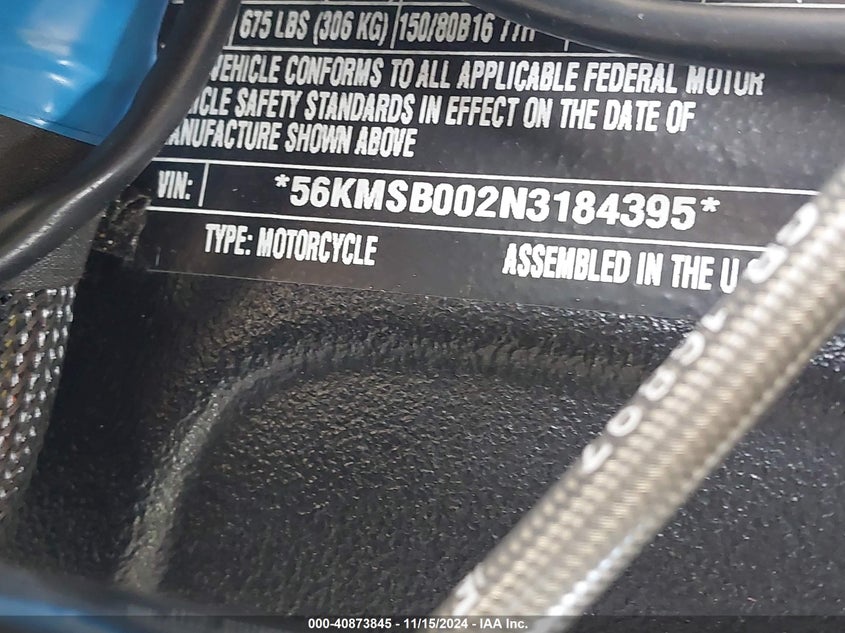 675 LBS (306 KG) 150/80B16 77H
VEHICLE CONFORMS TO ALL APPLICABLE FEDERAL MOTOR
ICLE SAFETY STANDARDS IN EFFECT ON THE DATE OF
ANUFACTURE SHOWN ABOVE
VIN: *56KMSB002N3184395*
TYPE: MOTORCYCLE ASSEMBLED IN THE U
000-40873845 - 11/15/2024 - IAA Inc.